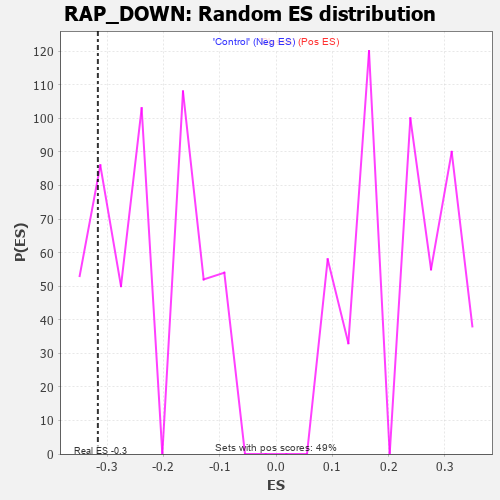 RAP_DOWN: Random ES distribution
'Control' (Neg ES) (Pos ES)
120
110
100
90
80
70
60
50
40
30
20
10
0
P(ES)
Real ES -0.3
Sets with pos scores: 49%
-0.3 -0.2 -0.1 0.0 0.1 0.2 0.3
ES